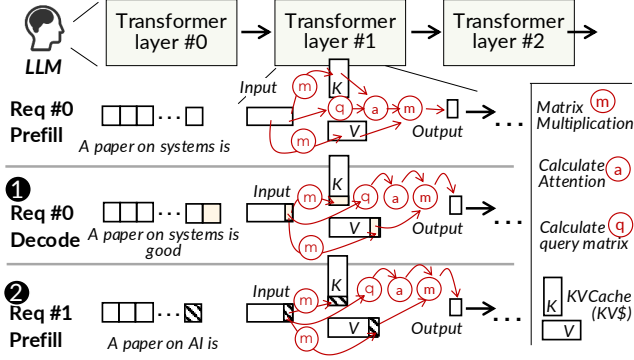 LLM
Transformer
layer #0
Transformer
layer #1
Transformer
layer #2
Req #0
Prefill
...
A paper on systems is
Input
m
K
q
a
m
m
V
Output
...
1
Req #0
Decode
...
A paper on systems is
good
Input
m
K
q
a
m
m
V
Output
...
2
Req #1
Prefill
...
A paper on AI is
Input
m
K
q
a
m
m
V
Output
...
Matrix m
Multiplication
Calculate
Attention a
Calculate q
query matrix
K
V
KVCache
(KV$)